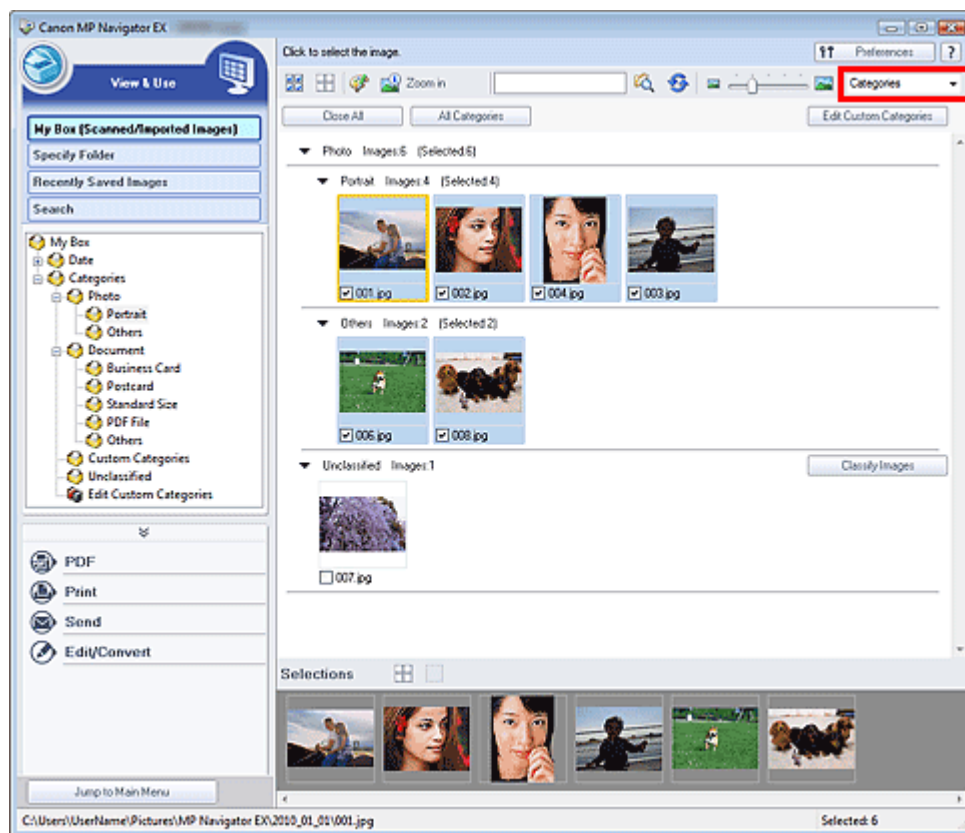 Canon MP Navigator EX
View & Use
My Box (Scanned/Imported Images)
Specify Folder
Recently Saved Images
Search
My Box
Date
Categories
Photo
Portrait
Others
Document
Business Card
Postcard
Standard Size
PDF File
Others
Custom Categories
Unclassified
Edit Custom Categories
PDF
Print
Send
Edit/Convert
Jump to Main Menu
Click to select the image.
Preferences ?
Zoom in Categories
Close All All Categories Edit Custom Categories
Photo Images:6 (Selected:6)
Portrait Images:4 (Selected:4)
001.jpg 002.jpg 004.jpg 003.jpg
Others Images:2 (Selected:2)
006.jpg 008.jpg
Unclassified Images:1 Classify Images
007.jpg
Selections
C:\Users\UserName\Pictures\MP Navigator EX\2010_01_01\001.jpg Selected: 6